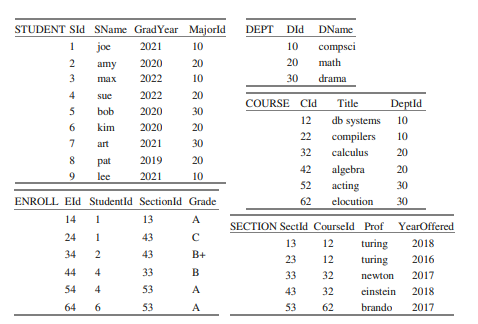 STUDENT SId SName GradYear MajorId
1 joe 2021 10
2 amy 2020 20
3 max 2022 10
4 sue 2022 20
5 bob 2020 30
6 kim 2020 20
7 art 2021 30
8 pat 2019 20
9 lee 2021 10
DEPT DId DName
10 compsci
20 math
30 drama
COURSE CId Title DeptId
12 db systems 10
22 compilers 10
32 calculus 20
42 algebra 20
52 acting 30
62 elocution 30
ENROLL EId StudentId SectionId Grade
14 1 13 A
24 1 43 C
34 2 43 B+
44 4 33 B
54 4 53 A
64 6 53 A
SECTION SectId CourseId Prof YearOffered
13 12 turing 2018
23 12 turing 2016
33 32 newton 2017
43 32 einstein 2018
53 62 brando 2017